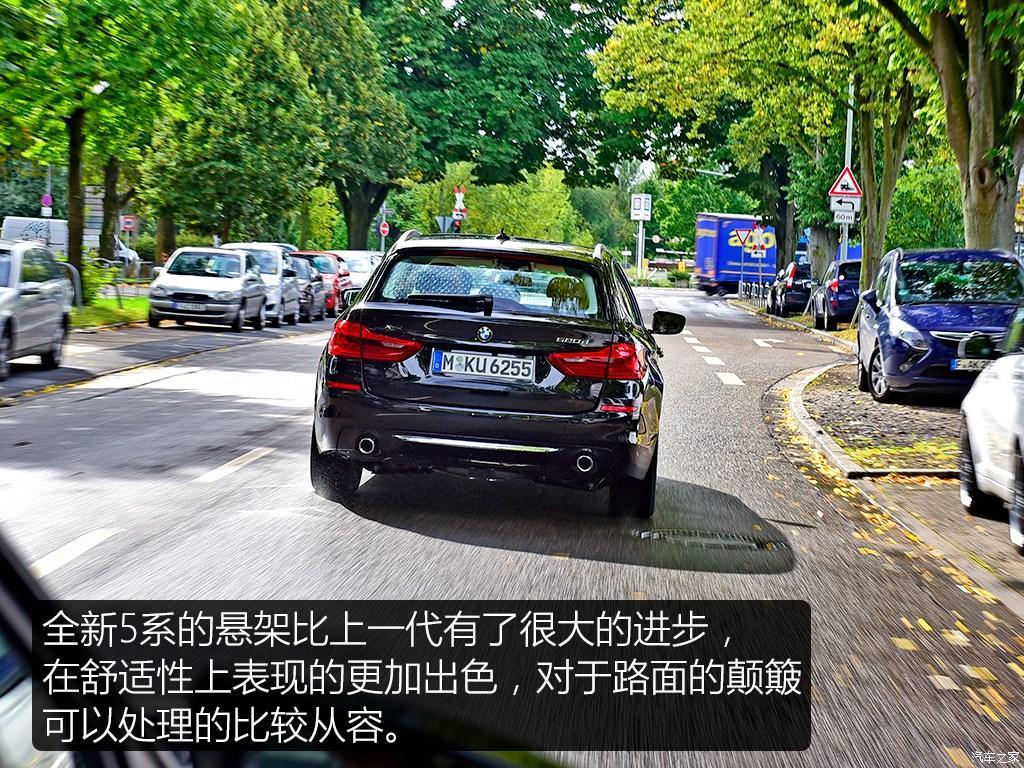 60m
520d
M KU 6255
全新5系的悬架比上一代有了很大的进步，
在舒适性上表现的更加出色，对于路面的颠簸
可以处理的比较从容。
汽车之家